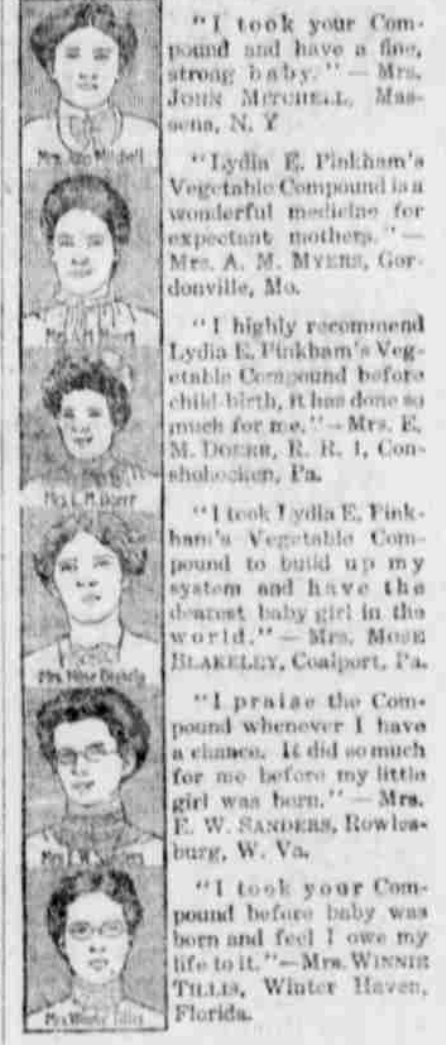 "I took your Com-
pound and have a fine,
strong baby."—Mrs.
JOHN MITCHELL, Mas-
sena, N. Y
Mitchell
"Lydia E. Pinkham's
Vegetable Compound is a
wonderful medicine for
expectant mothers."—
Mrs. A. M. MYERS, Gor-
donville, Mo.
"I highly recommend
Lydia E. Pinkham's Veg-
etable Compound before
child-birth, it has done so
much for me."—Mrs. E.
M. DOERR, R. R. 1, Con-
shohocken, Pa.
Mrs. E. M. Doerr
"I took Lydia E. Pink-
ham's Vegetable Com-
pound to build up my
system and have the
dearest baby girl in the
world."—Mrs. MOSE
BLAKELEY, Coalport, Pa.
Mrs. Mose
"I praise the Com-
pound whenever I have
a chance. It did so much
for me before my little
girl was born."—Mrs.
E. W. SANDERS, Rowles-
burg, W. Va.
Mrs. E. W. Sanders
"I took your Com-
pound before baby was
born and feel I owe my
life to it."—Mrs. WINNIE
TILLIS, Winter Haven,
Florida.
Mrs. Winnie Tillis